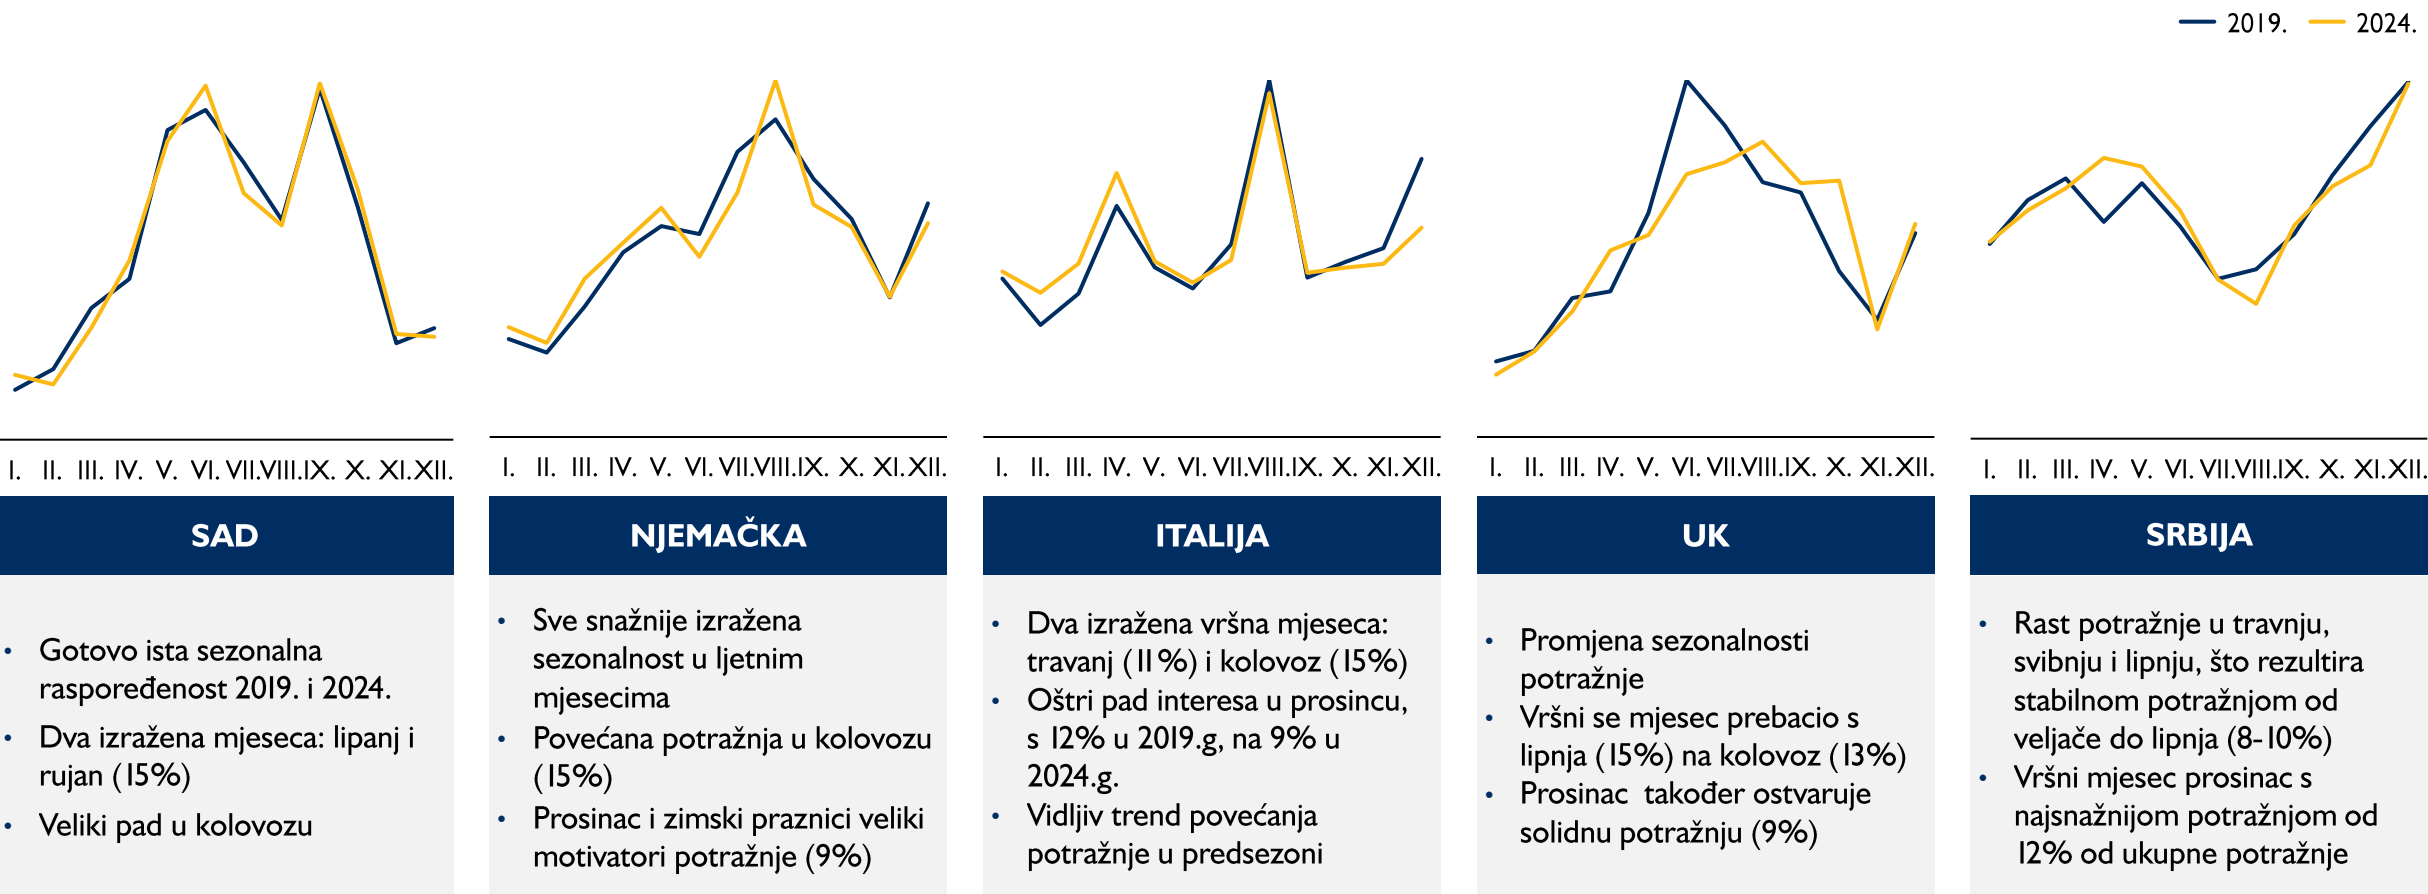 2019. 2024.
I. II. III. IV. V. VI. VII. VIII. IX. X. XI. XII.
SAD
• Gotovo ista sezonalna
raspoređenost 2019. i 2024.
• Dva izražena mjeseca: lipanj i
rujan (15%)
• Veliki pad u kolovozu
I. II. III. IV. V. VI. VII. VIII. IX. X. XI. XII.
NJEMAČKA
• Sve snažnije izražena
sezonalnost u ljetnim
mjesecima
• Povećana potražnja u kolovozu
(15%)
• Prosinac i zimski praznici veliki
motivatori potražnje (9%)
I. II. III. IV. V. VI. VII. VIII. IX. X. XI. XII.
ITALIJA
• Dva izražena vršna mjeseca:
travanj (11%) i kolovoz (15%)
• Oštri pad interesa u prosincu,
s 12% u 2019.g, na 9% u
2024.g.
• Vidljiv trend povećanja
potražnje u predsezoni
I. II. III. IV. V. VI. VII. VIII. IX. X. XI. XII.
UK
• Promjena sezonalnosti
potražnje
• Vršni se mjesec prebacio s
lipnja (15%) na kolovoz (13%)
• Prosinac također ostvaruje
solidnu potražnju (9%)
I. II. III. IV. V. VI. VII. VIII. IX. X. XI. XII.
SRBIJA
• Rast potražnje u travnju,
svibnju i lipnju, što rezultira
stabilnom potražnjom od
veljače do lipnja (8-10%)
• Vršni mjesec prosinac s
najsnažnijom potražnjom od
12% od ukupne potražnje